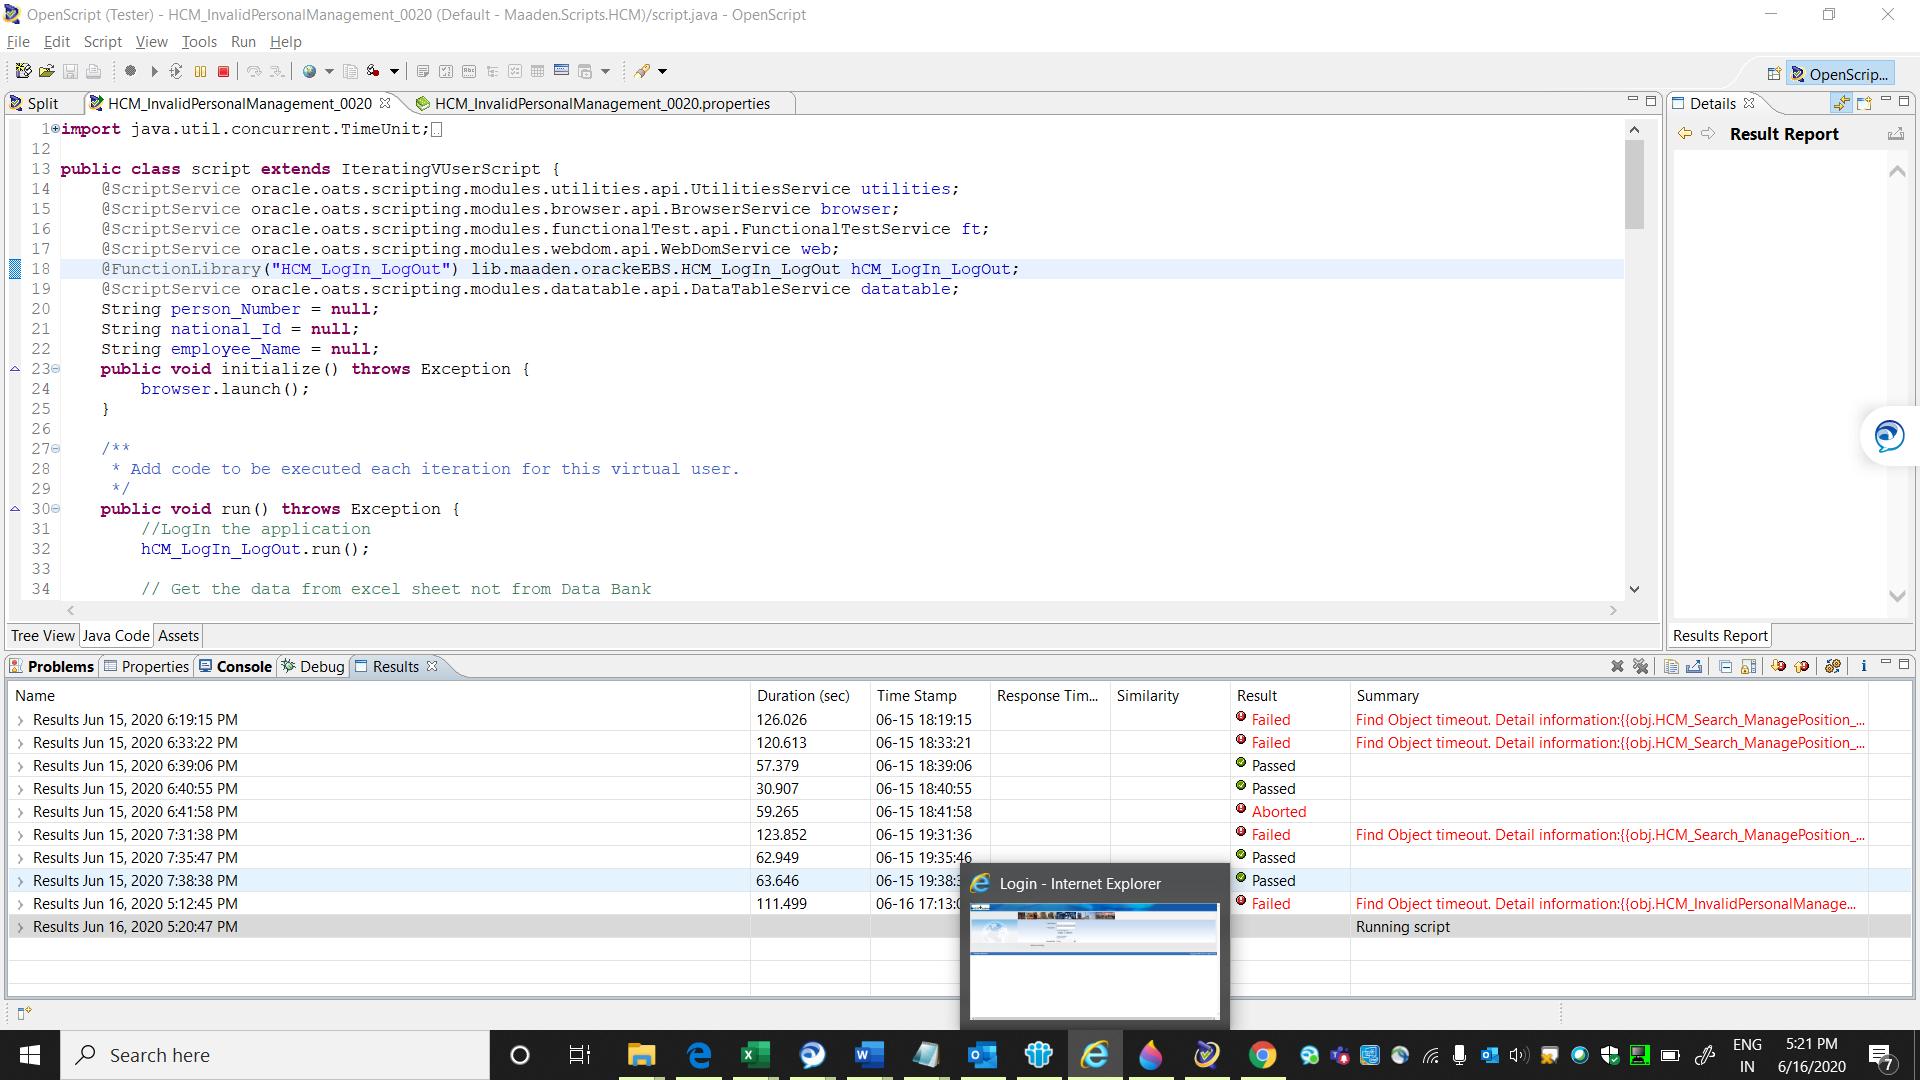 OpenScript (Tester) - HCM_InvalidPersonalManagement_0020 (Default - Maaden.Scripts.HCM)/script.java - OpenScript
File Edit Script View Tools Run Help
OpenScrip...
Split HCM_InvalidPersonalManagement_0020 HCM_InvalidPersonalManagement_0020.properties
Details
Result Report
1 import java.util.concurrent.TimeUnit;
12
13 public class script extends IteratingVUserScript {
14 @ScriptService oracle.oats.scripting.modules.utilities.api.UtilitiesService utilities;
15 @ScriptService oracle.oats.scripting.modules.browser.api.BrowserService browser;
16 @ScriptService oracle.oats.scripting.modules.functionalTest.api.FunctionalTestService ft;
17 @ScriptService oracle.oats.scripting.modules.webdom.api.WebDomService web;
18 @FunctionLibrary("HCM_LogIn_LogOut") lib.maaden.orackeEBS.HCM_LogIn_LogOut hCM_LogIn_LogOut;
19 @ScriptService oracle.oats.scripting.modules.datatable.api.DataTableService datatable;
20 String person_Number = null;
21 String national_Id = null;
22 String employee_Name = null;
23 public void initialize() throws Exception {
24 browser.launch();
25 }
26
27 /**
28 * Add code to be executed each iteration for this virtual user.
29 */
30 public void run() throws Exception {
31 //LogIn the application
32 hCM_LogIn_LogOut.run();
33
34 // Get the data from excel sheet not from Data Bank
Tree View Java Code Assets
Results Report
Problems Properties Console Debug Results
Name Duration (sec) Time Stamp Response Tim... Similarity Result Summary
Results Jun 15, 2020 6:19:15 PM 126.026 06-15 18:19:15 Failed Find Object timeout. Detail information:{{obj.HCM_Search_ManagePosition_...
Results Jun 15, 2020 6:33:22 PM 120.613 06-15 18:33:21 Failed Find Object timeout. Detail information:{{obj.HCM_Search_ManagePosition_...
Results Jun 15, 2020 6:39:06 PM 57.379 06-15 18:39:06 Passed
Results Jun 15, 2020 6:40:55 PM 30.907 06-15 18:40:55 Passed
Results Jun 15, 2020 6:41:58 PM 59.265 06-15 18:41:58 Aborted
Results Jun 15, 2020 7:31:38 PM 123.852 06-15 19:31:36 Failed Find Object timeout. Detail information:{{obj.HCM_Search_ManagePosition_...
Results Jun 15, 2020 7:35:47 PM 62.949 06-15 19:35:46 Passed
Results Jun 15, 2020 7:38:38 PM 63.646 06-15 19:38: Passed
Results Jun 16, 2020 5:12:45 PM 111.499 06-16 17:13: Failed Find Object timeout. Detail information:{{obj.HCM_InvalidPersonalManage...
Results Jun 16, 2020 5:20:47 PM Running script
Login - Internet Explorer
Search here
ENG
IN
5:21 PM
6/16/2020
7